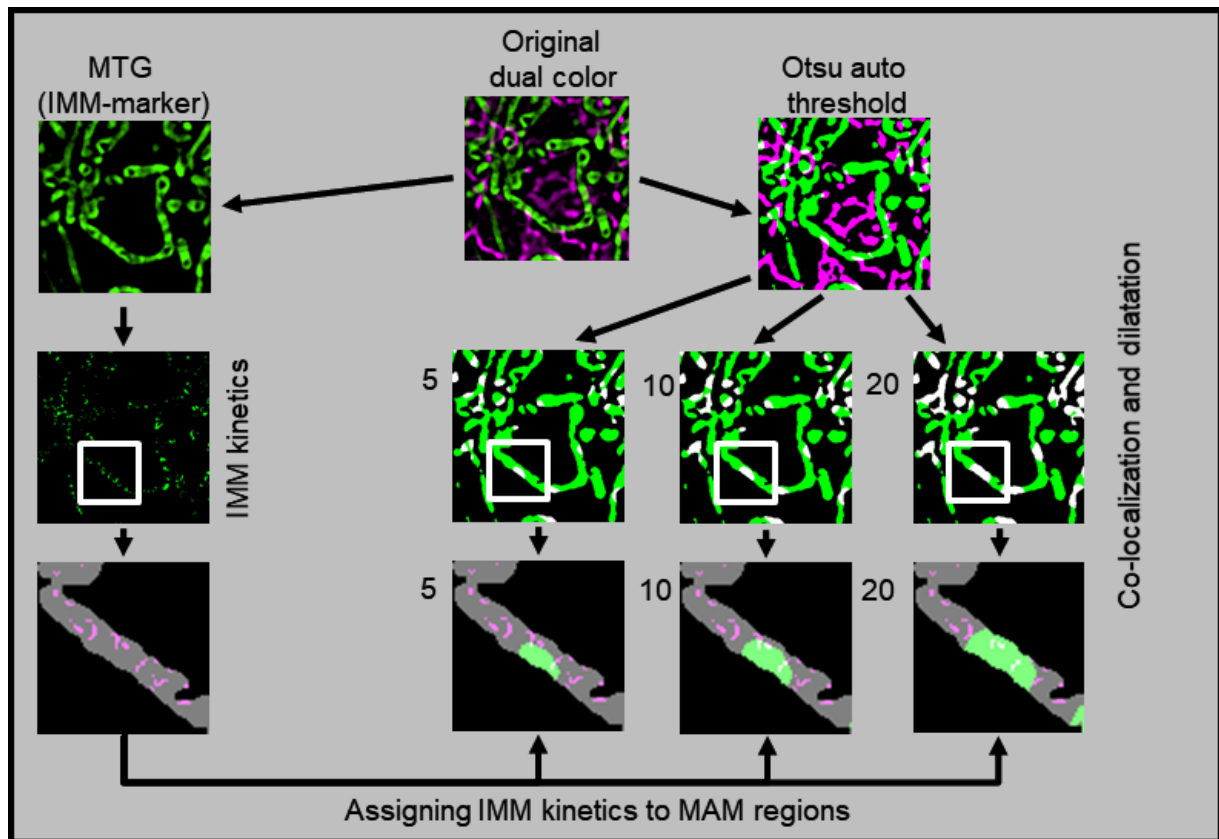 MTG
(IMM-marker)
Original
dual color
Otsu auto
threshold
IMM kinetics
5
10
20
Co-localization and dilatation
5
10
20
Assigning IMM kinetics to MAM regions